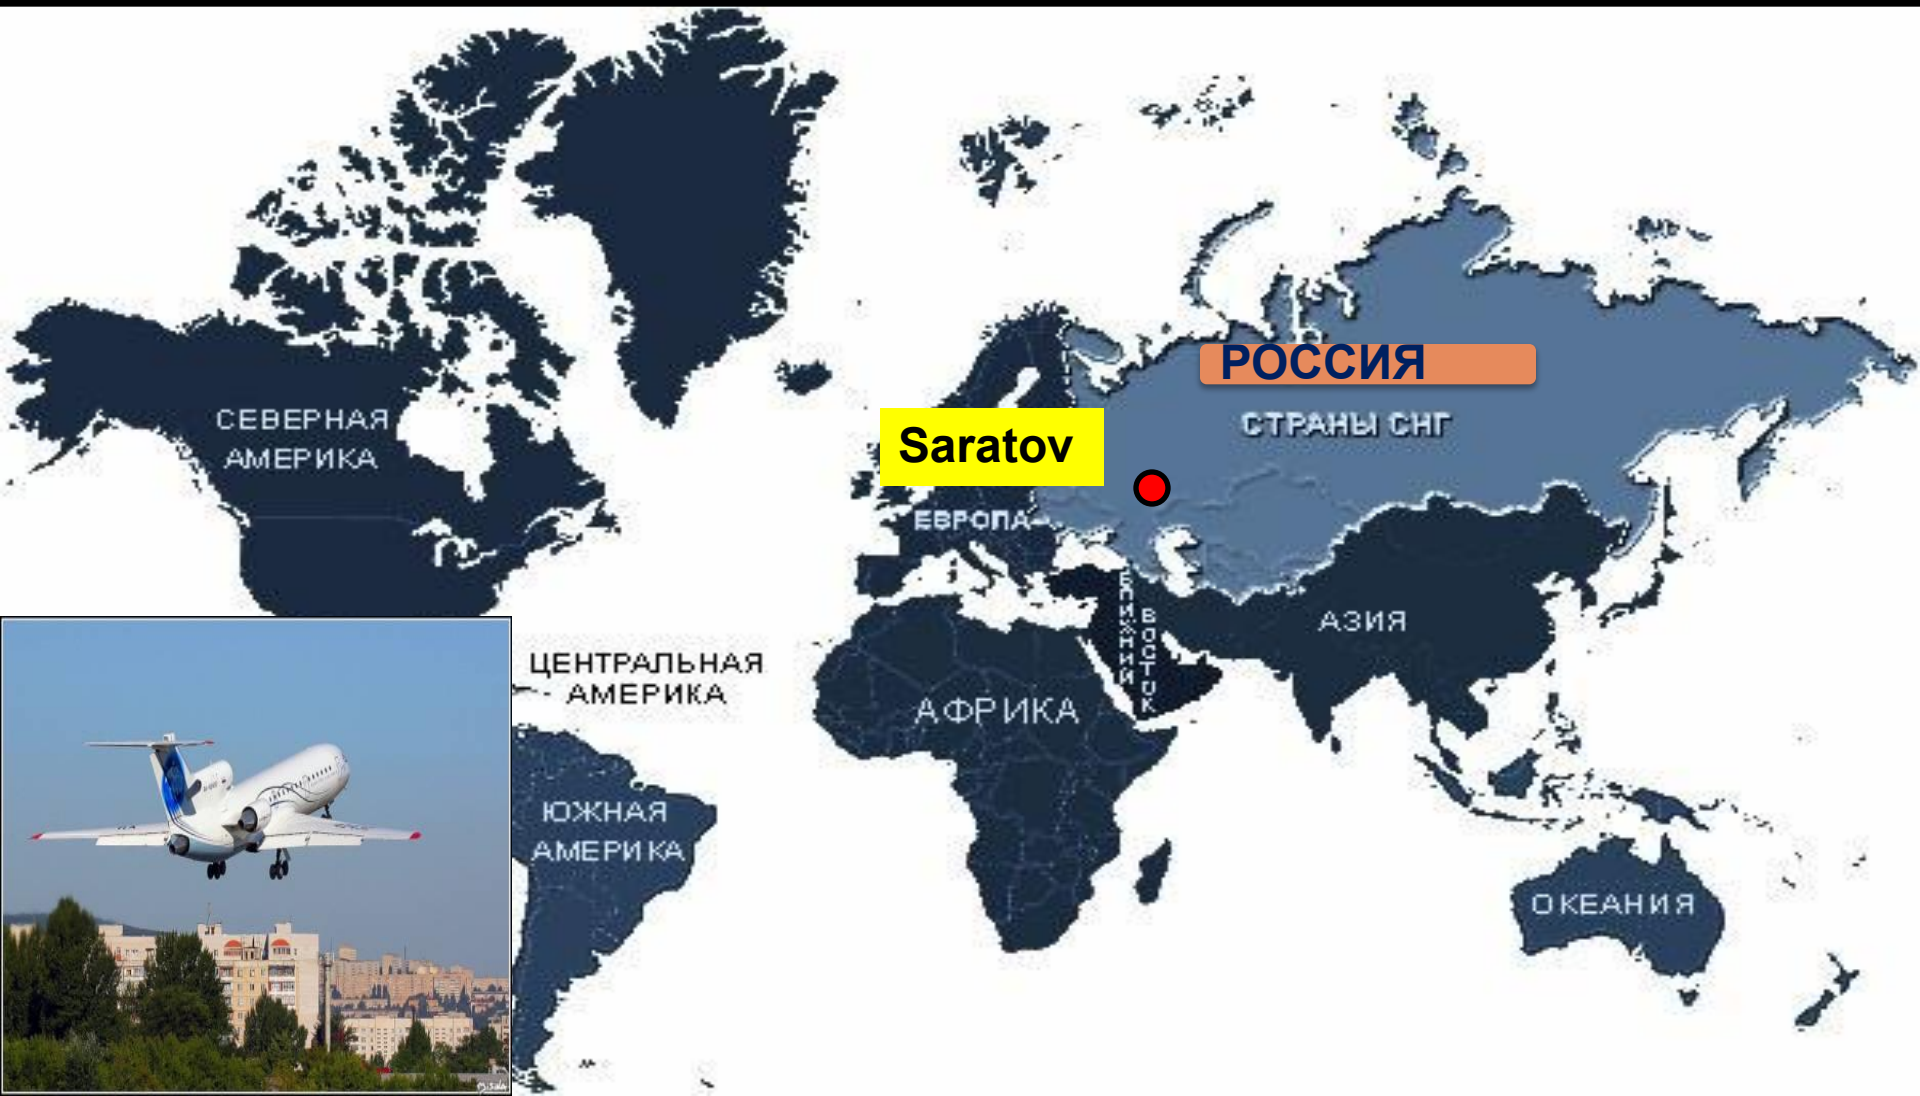 РОССИЯ
СТРАНЫ СНГ
СЕВЕРНАЯ
АМЕРИКА
Saratov
ЕВРОПА
БЛИЖНИЙ
ВОСТОК
АЗИЯ
ЦЕНТРАЛЬНАЯ
АМЕРИКА
АФРИКА
ЮЖНАЯ
АМЕРИКА
ОКЕАНИЯ